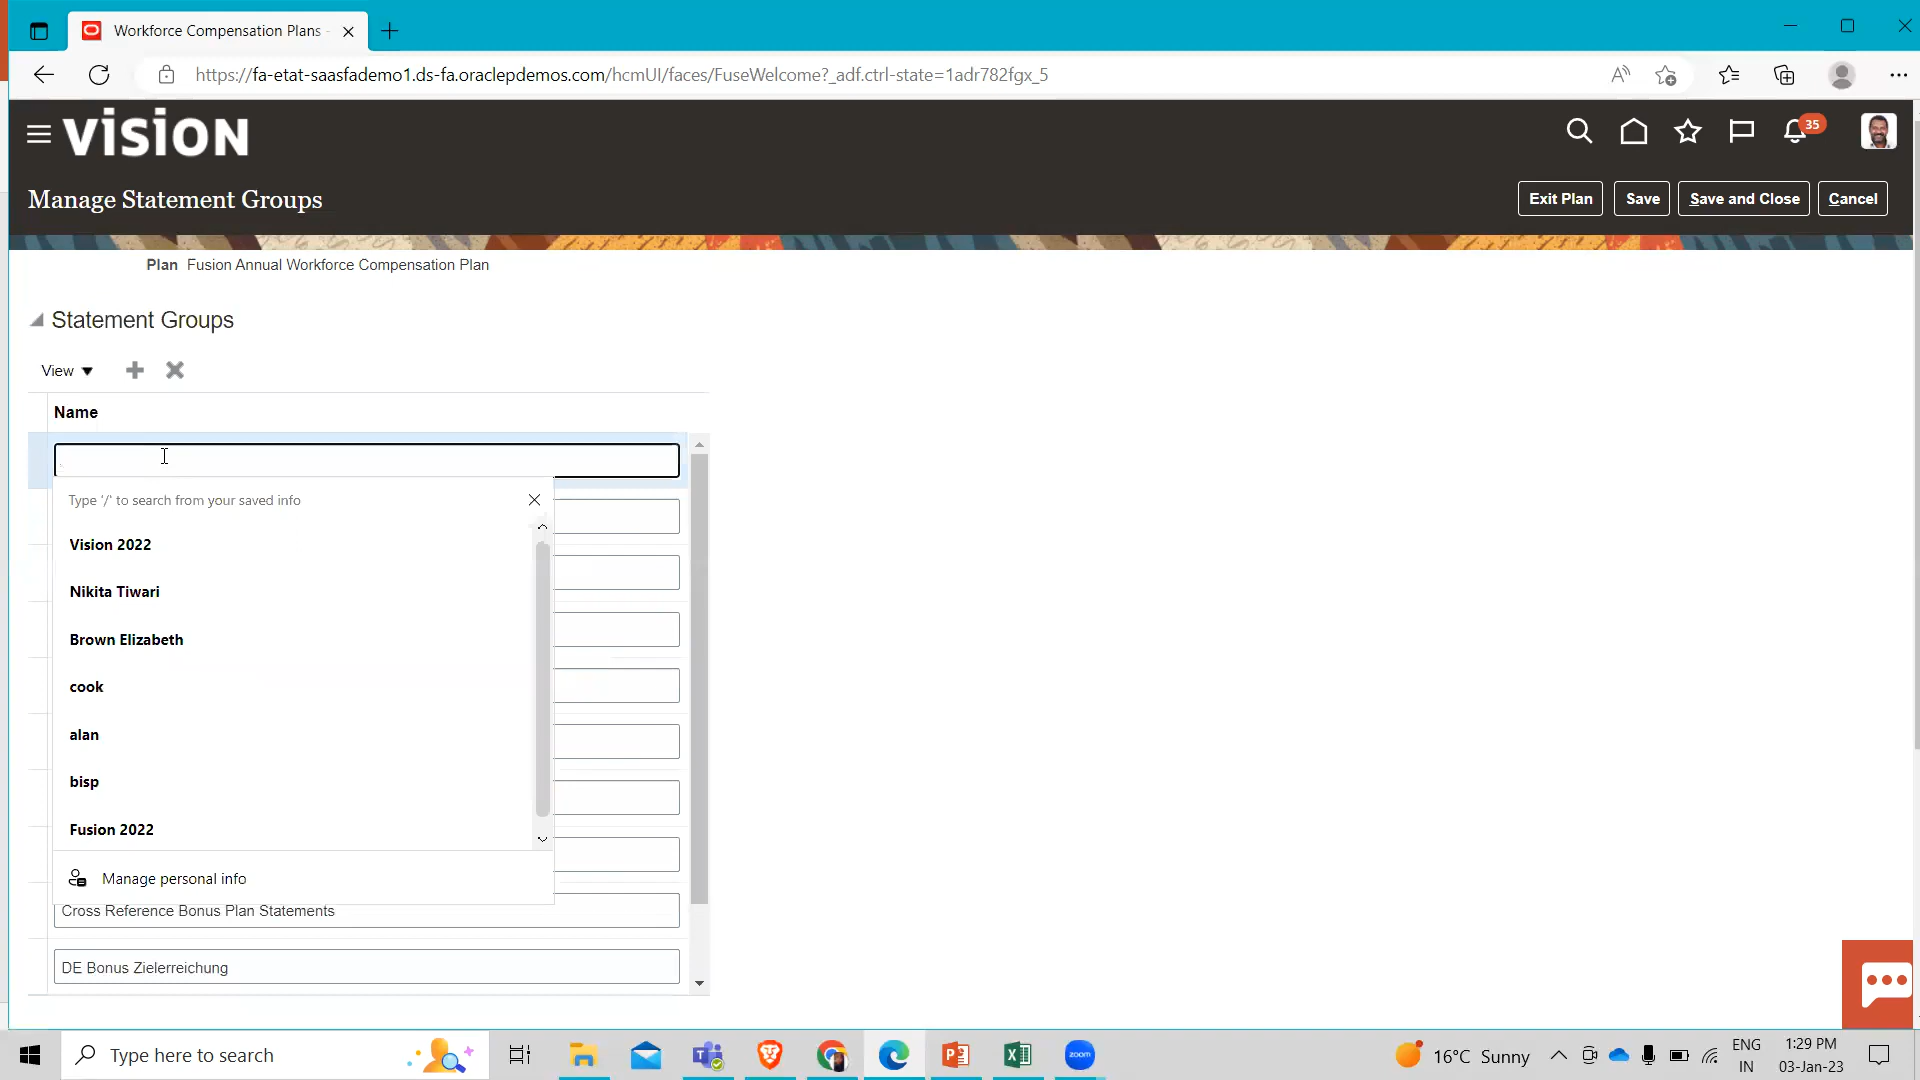 Workforce Compensation Plans -
https://fa-etat-saasfademo1.ds-fa.oraclepdemos.com/hcmUI/faces/FuseWelcome?_adf.ctrl-state=1adr782fgx_5
VISION
35
Manage Statement Groups
Exit Plan
Save
Save and Close
Cancel
Plan Fusion Annual Workforce Compensation Plan
Statement Groups
View
Name
Type '/' to search from your saved info
Vision 2022
Nikita Tiwari
Brown Elizabeth
cook
alan
bisp
Fusion 2022
Manage personal info
Cross Reference Bonus Plan Statements
DE Bonus Zielerreichung
Type here to search
zoom
16°C Sunny
ENG
IN
1:29 PM
03-Jan-23